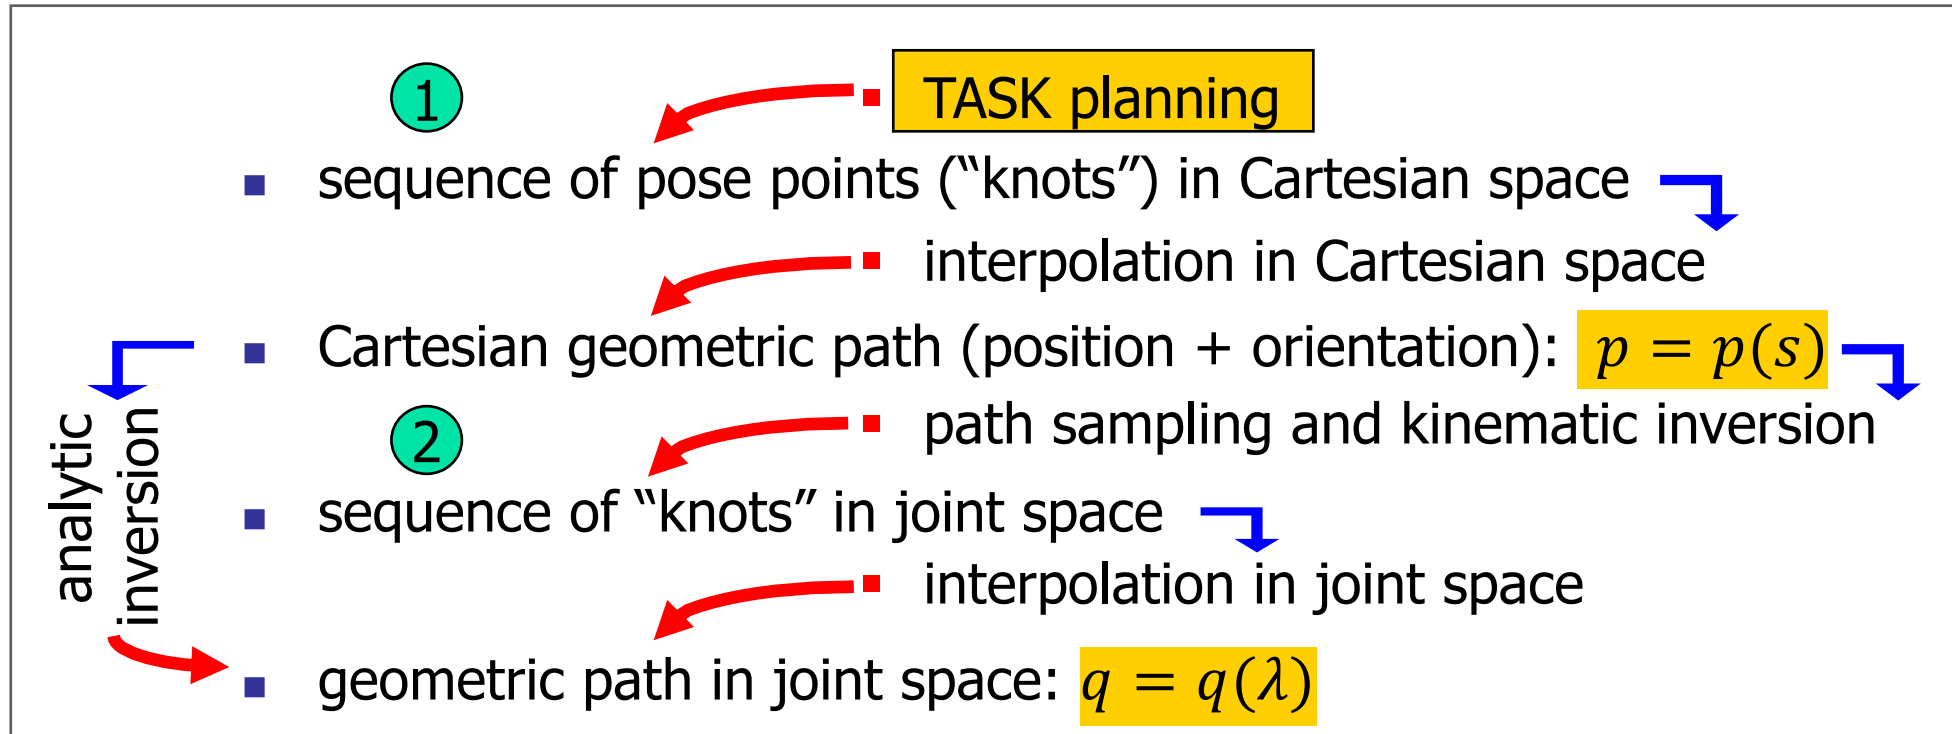 1
TASK planning
sequence of pose points (“knots”) in Cartesian space
interpolation in Cartesian space
Cartesian geometric path (position + orientation): p = p(s)
analytic
inversion
2
path sampling and kinematic inversion
sequence of “knots” in joint space
interpolation in joint space
geometric path in joint space: q = q(λ)